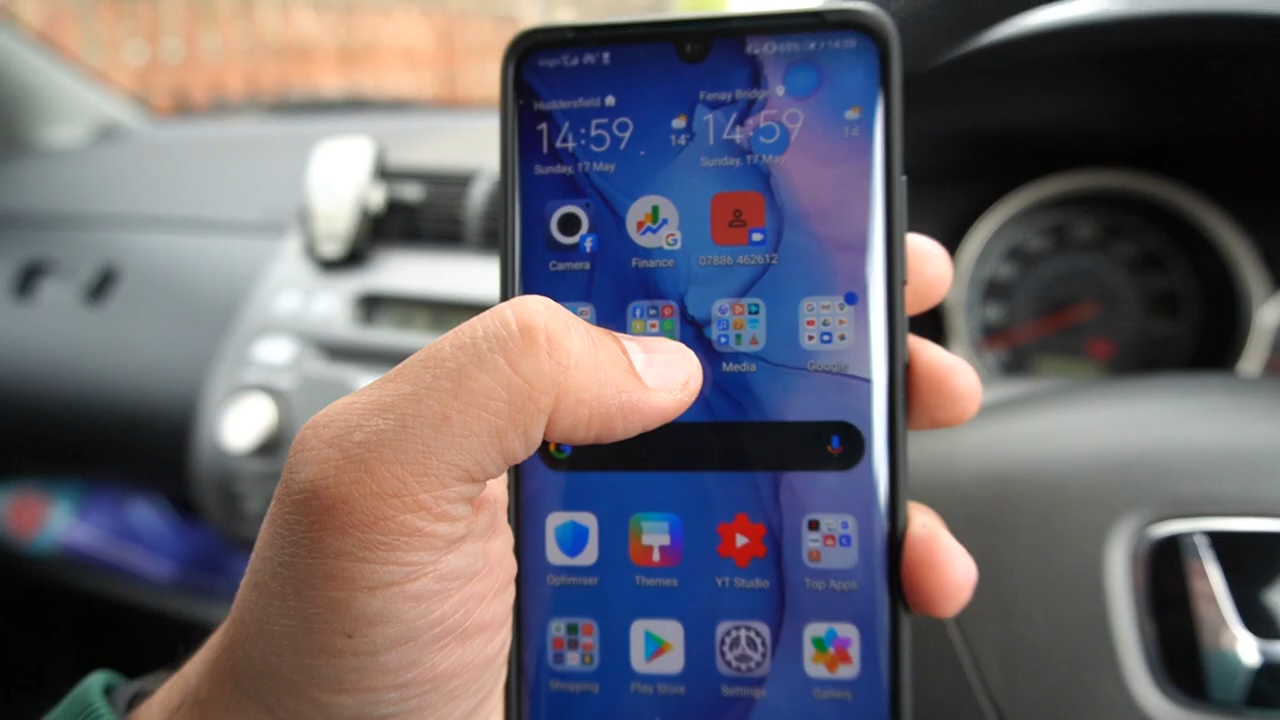 14:59
Huddersfield
Fenay Bridge
14:59
14°
14:59
14°
Sunday, 17 May
Sunday, 17 May
Camera
Finance
07886 462612
Media
Google
Optimiser
Themes
YT Studio
Top Apps
Shopping
Play Store
Settings
Gallery